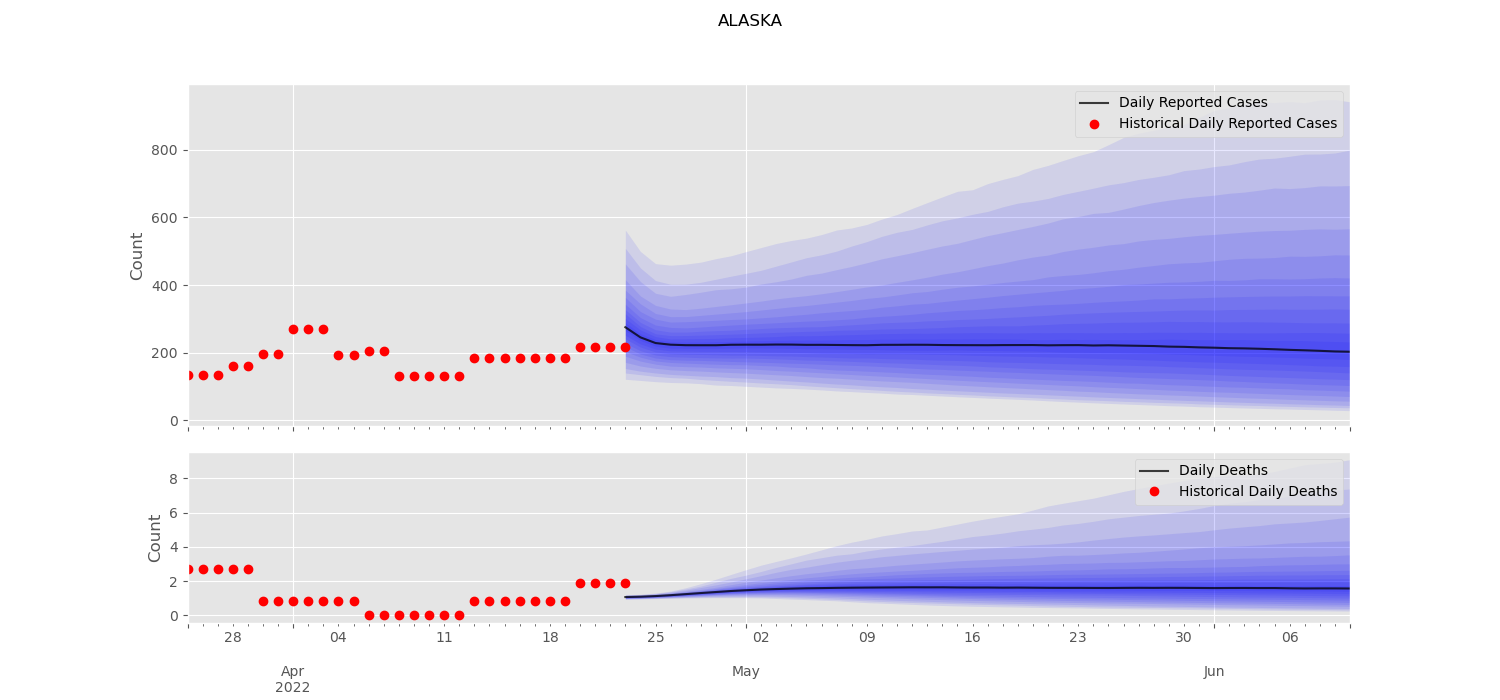 ALASKA
Daily Reported Cases
Historical Daily Reported Cases
800
600
400
200
0
Count
Daily Deaths
Historical Daily Deaths
8
6
4
2
0
Count
28 04 11 18 25 02 09 16 23 30 06
Apr May Jun
2022